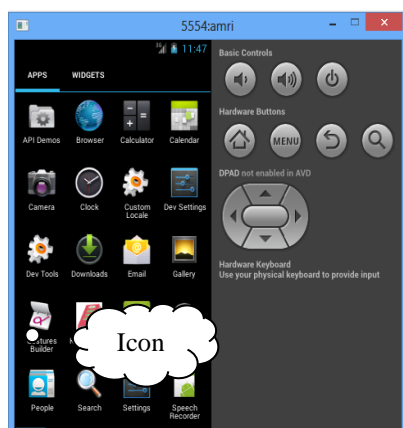 5554:amri
11:47
APPS WIDGETS
API Demos Browser Calculator Calendar
Camera Clock Custom Locale Dev Settings
Dev Tools Downloads Email Gallery
Builder
Icon
People Search Settings Speech Recorder
Basic Controls
Hardware Buttons
MENU
DPAD not enabled in AVD
Hardware Keyboard
Use your physical keyboard to provide input